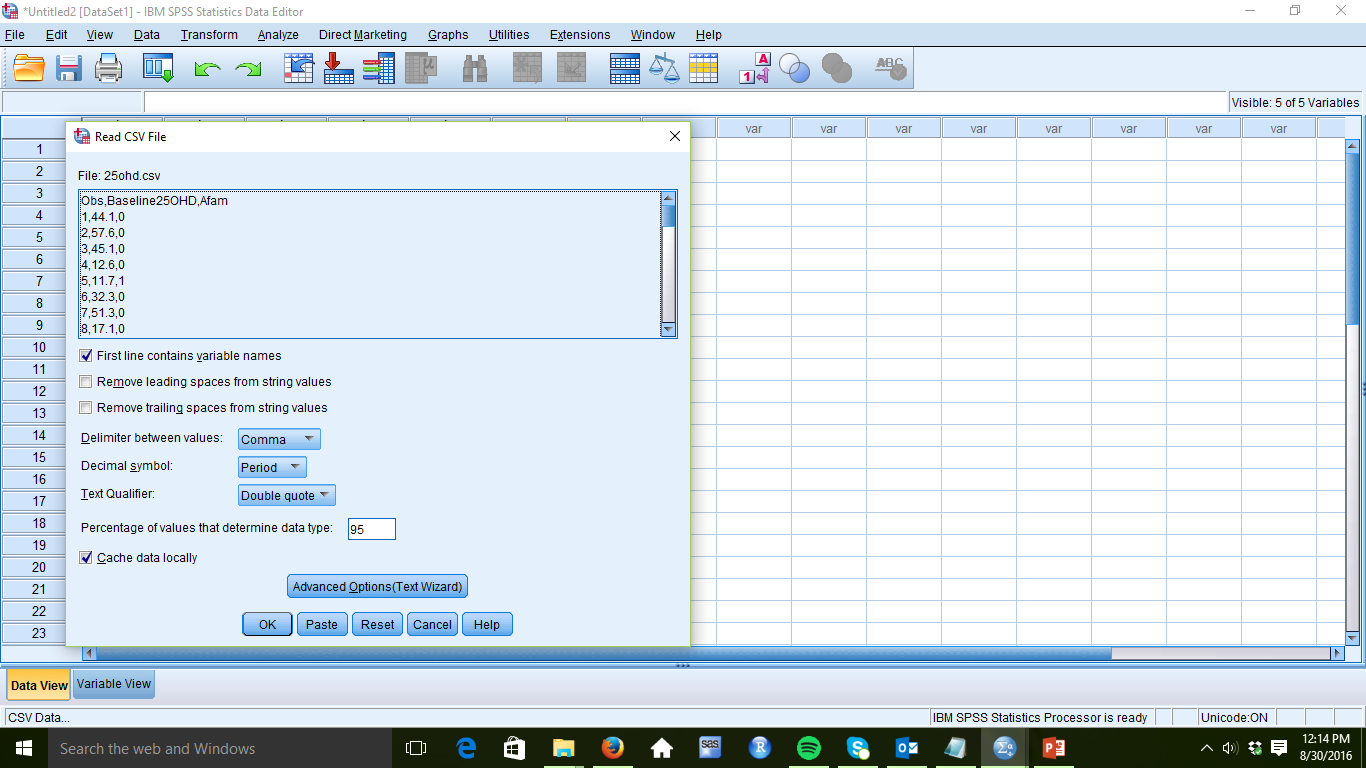 *Untitled2 [DataSet1] - IBM SPSS Statistics Data Editor
File Edit View Data Transform Analyze Direct Marketing Graphs Utilities Extensions Window Help
1 A
ABC
Visible: 5 of 5 Variables
var var var var var var var var
Read CSV File
File: 25ohd.csv
Obs,Baseline25OHD,Afam
1,44.1,0
2,57.6,0
3,45.1,0
4,12.6,0
5,11.7,1
6,32.3,0
7,51.3,0
8,17.1,0
First line contains variable names
Remove leading spaces from string values
Remove trailing spaces from string values
Delimiter between values: Comma
Decimal symbol: Period
Text Qualifier: Double quote
Percentage of values that determine data type: 95
Cache data locally
Advanced Options(Text Wizard)
OK Paste Reset Cancel Help
1
2
3
4
5
6
7
8
9
10
11
12
13
14
15
16
17
18
19
20
21
22
23
Data View Variable View
CSV Data... IBM SPSS Statistics Processor is ready Unicode:ON
Search the web and Windows
sas
R
12:14 PM
8/30/2016